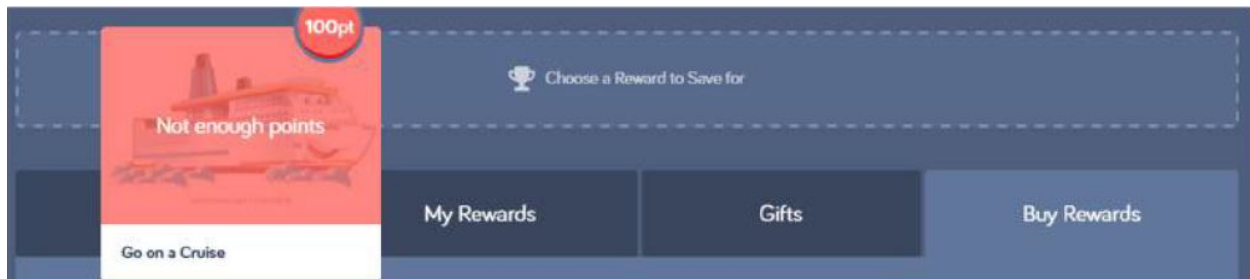 100pt
Choose a Reward to Save for
Not enough points
My Rewards
Gifts
Buy Rewards
Go on a Cruise